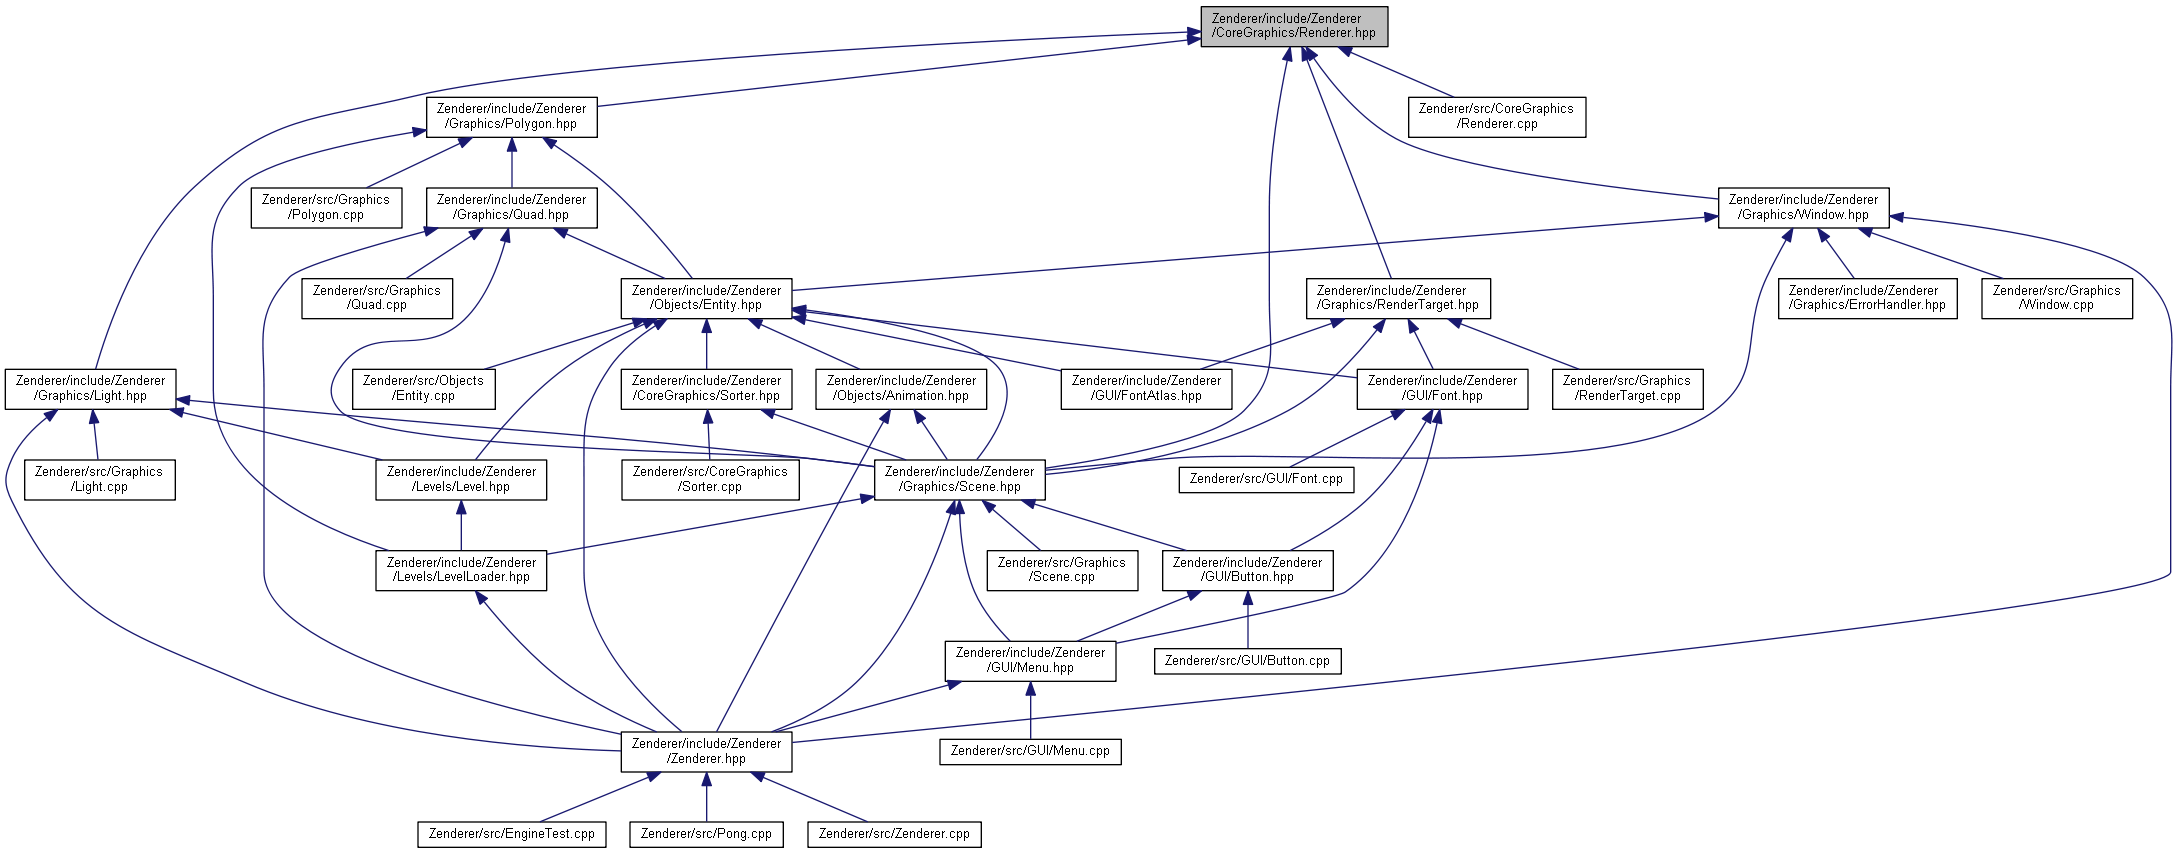 Zenderer/include/Zenderer
/CoreGraphics/Renderer.hpp
Zenderer/include/Zenderer
/Graphics/Polygon.hpp
Zenderer/src/CoreGraphics
/Renderer.cpp
Zenderer/src/Graphics
/Polygon.cpp
Zenderer/include/Zenderer
/Graphics/Quad.hpp
Zenderer/include/Zenderer
/Graphics/Window.hpp
Zenderer/src/Graphics
/Quad.cpp
Zenderer/include/Zenderer
/Objects/Entity.hpp
Zenderer/include/Zenderer
/Graphics/RenderTarget.hpp
Zenderer/include/Zenderer
/Graphics/ErrorHandler.hpp
Zenderer/src/Graphics
/Window.cpp
Zenderer/include/Zenderer
/Graphics/Light.hpp
Zenderer/src/Objects
/Entity.cpp
Zenderer/include/Zenderer
/CoreGraphics/Sorter.hpp
Zenderer/include/Zenderer
/Objects/Animation.hpp
Zenderer/include/Zenderer
/GUI/FontAtlas.hpp
Zenderer/include/Zenderer
/GUI/Font.hpp
Zenderer/src/Graphics
/RenderTarget.cpp
Zenderer/src/Graphics
/Light.cpp
Zenderer/include/Zenderer
/Levels/Level.hpp
Zenderer/src/CoreGraphics
/Sorter.cpp
Zenderer/include/Zenderer
/Graphics/Scene.hpp
Zenderer/src/GUI/Font.cpp
Zenderer/include/Zenderer
/Levels/LevelLoader.hpp
Zenderer/src/Graphics
/Scene.cpp
Zenderer/include/Zenderer
/GUI/Button.hpp
Zenderer/include/Zenderer
/GUI/Menu.hpp
Zenderer/src/GUI/Button.cpp
Zenderer/include/Zenderer
/Zenderer.hpp
Zenderer/src/GUI/Menu.cpp
Zenderer/src/EngineTest.cpp
Zenderer/src/Pong.cpp
Zenderer/src/Zenderer.cpp